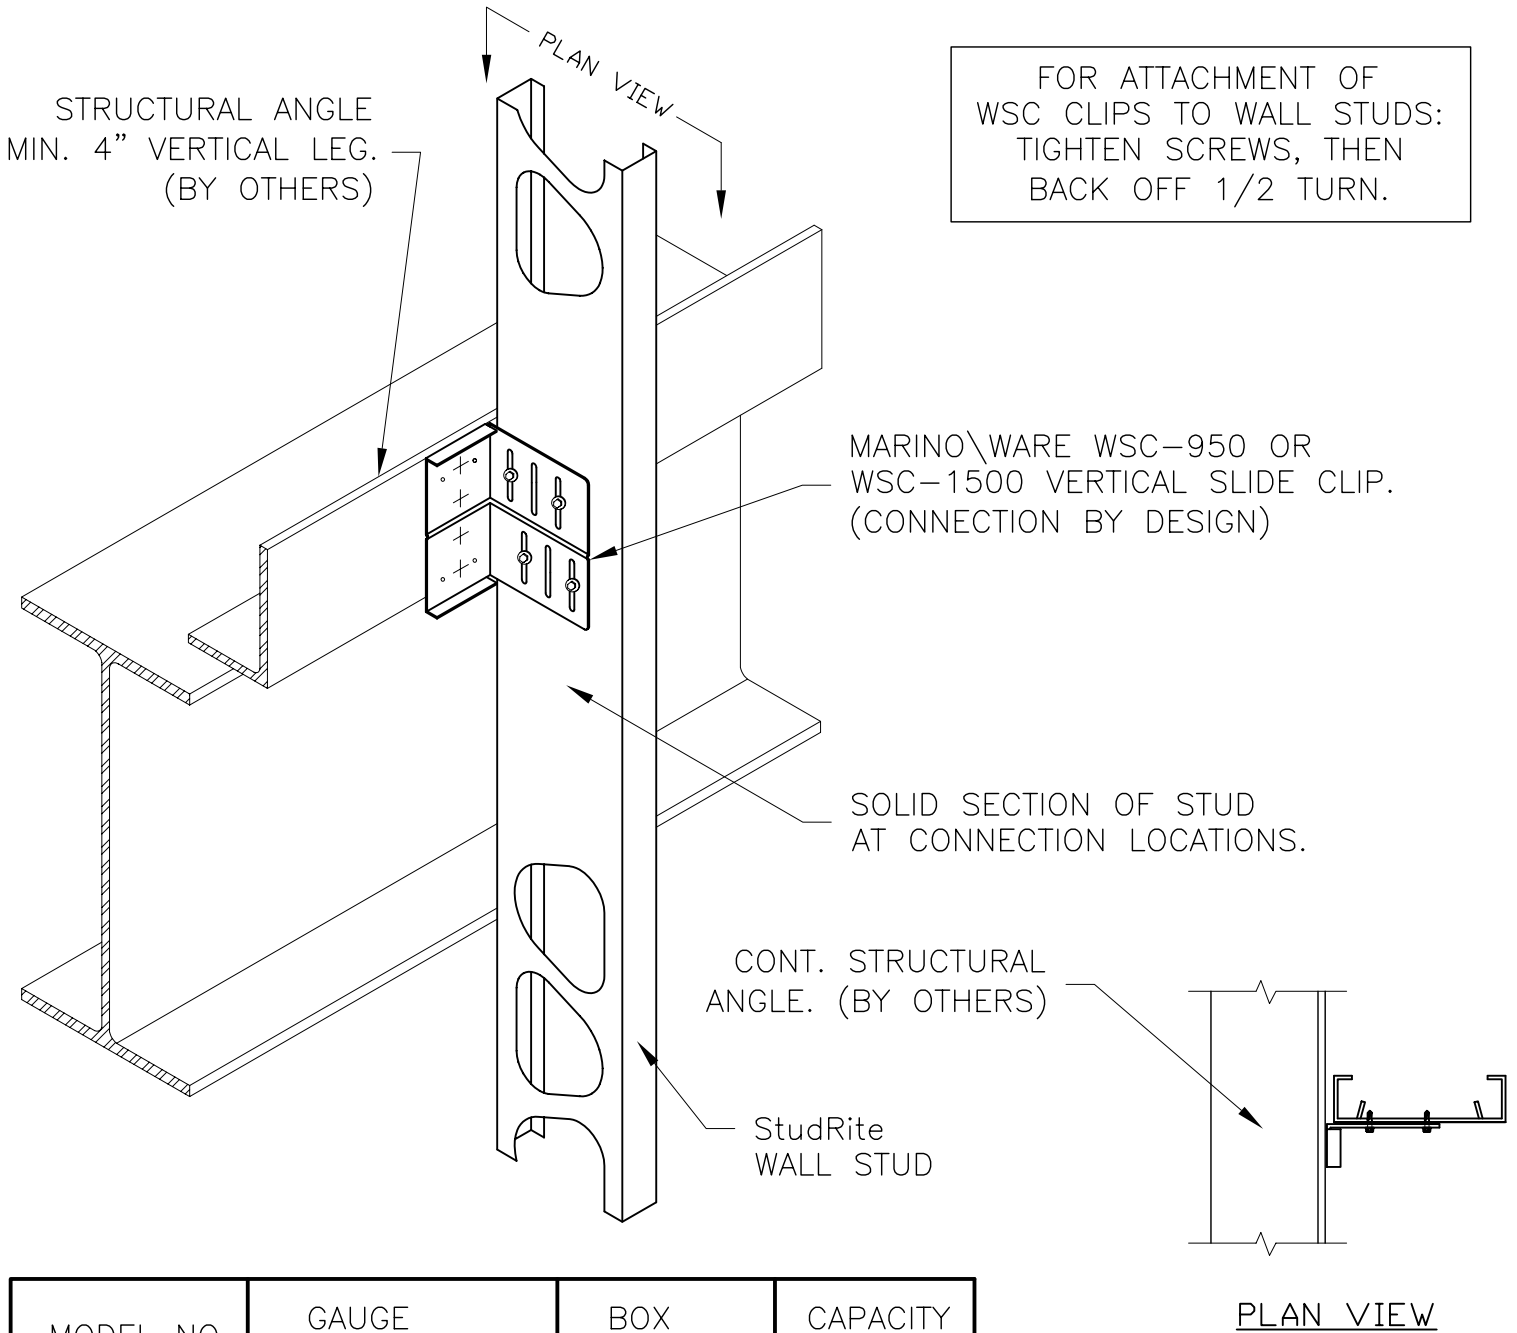 PLAN VIEW
STRUCTURAL ANGLE
MIN. 4” VERTICAL LEG.
(BY OTHERS)
FOR ATTACHMENT OF
WSC CLIPS TO WALL STUDS:
TIGHTEN SCREWS, THEN
BACK OFF 1/2 TURN.
MARINO\WARE WSC-950 OR
WSC-1500 VERTICAL SLIDE CLIP.
(CONNECTION BY DESIGN)
SOLID SECTION OF STUD
AT CONNECTION LOCATIONS.
CONT. STRUCTURAL
ANGLE. (BY OTHERS)
StudRite
WALL STUD
PLAN VIEW
MODEL NO
GAUGE
BOX
CAPACITY